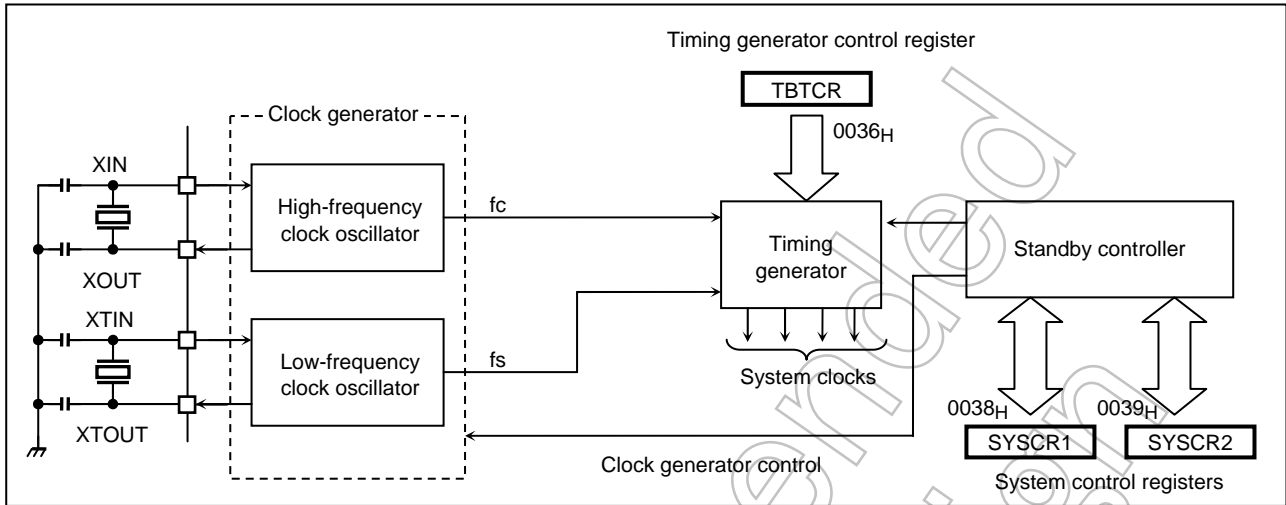 Timing generator control register
TBTCR
0036H
Clock generator
XIN
XOUT
XTIN
XTOUT
High-frequency
clock oscillator
fc
Low-frequency
clock oscillator
fs
Timing
generator
System clocks
Standby controller
Clock generator control
0038H
0039H
SYSCR1
SYSCR2
System control registers